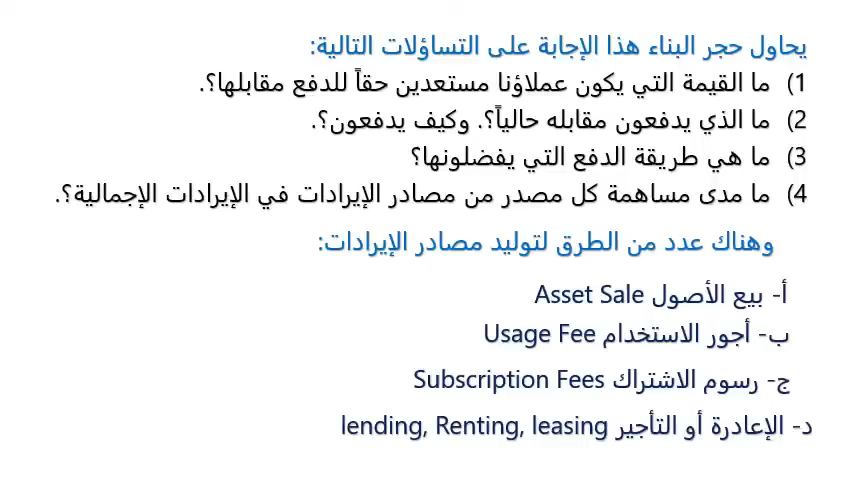 يحاول حجر البناء هذا الإجابة على التساؤلات التالية:
1) ما القيمة التي يكون عملاؤنا مستعدين حقاً للدفع مقابلها؟.
2) ما الذي يدفعون مقابله حالياً؟. وكيف يدفعون؟.
3) ما هي طريقة الدفع التي يفضلونها؟
4) ما مدى مساهمة كل مصدر من مصادر الإيرادات في الإيرادات الإجمالية؟.
وهناك عدد من الطرق لتوليد مصادر الإيرادات:
أ- بيع الأصول Asset Sale
ب- أجور الاستخدام Usage Fee
ج- رسوم الاشتراك Subscription Fees
د- الإعادرة أو التأجير lending, Renting, leasing